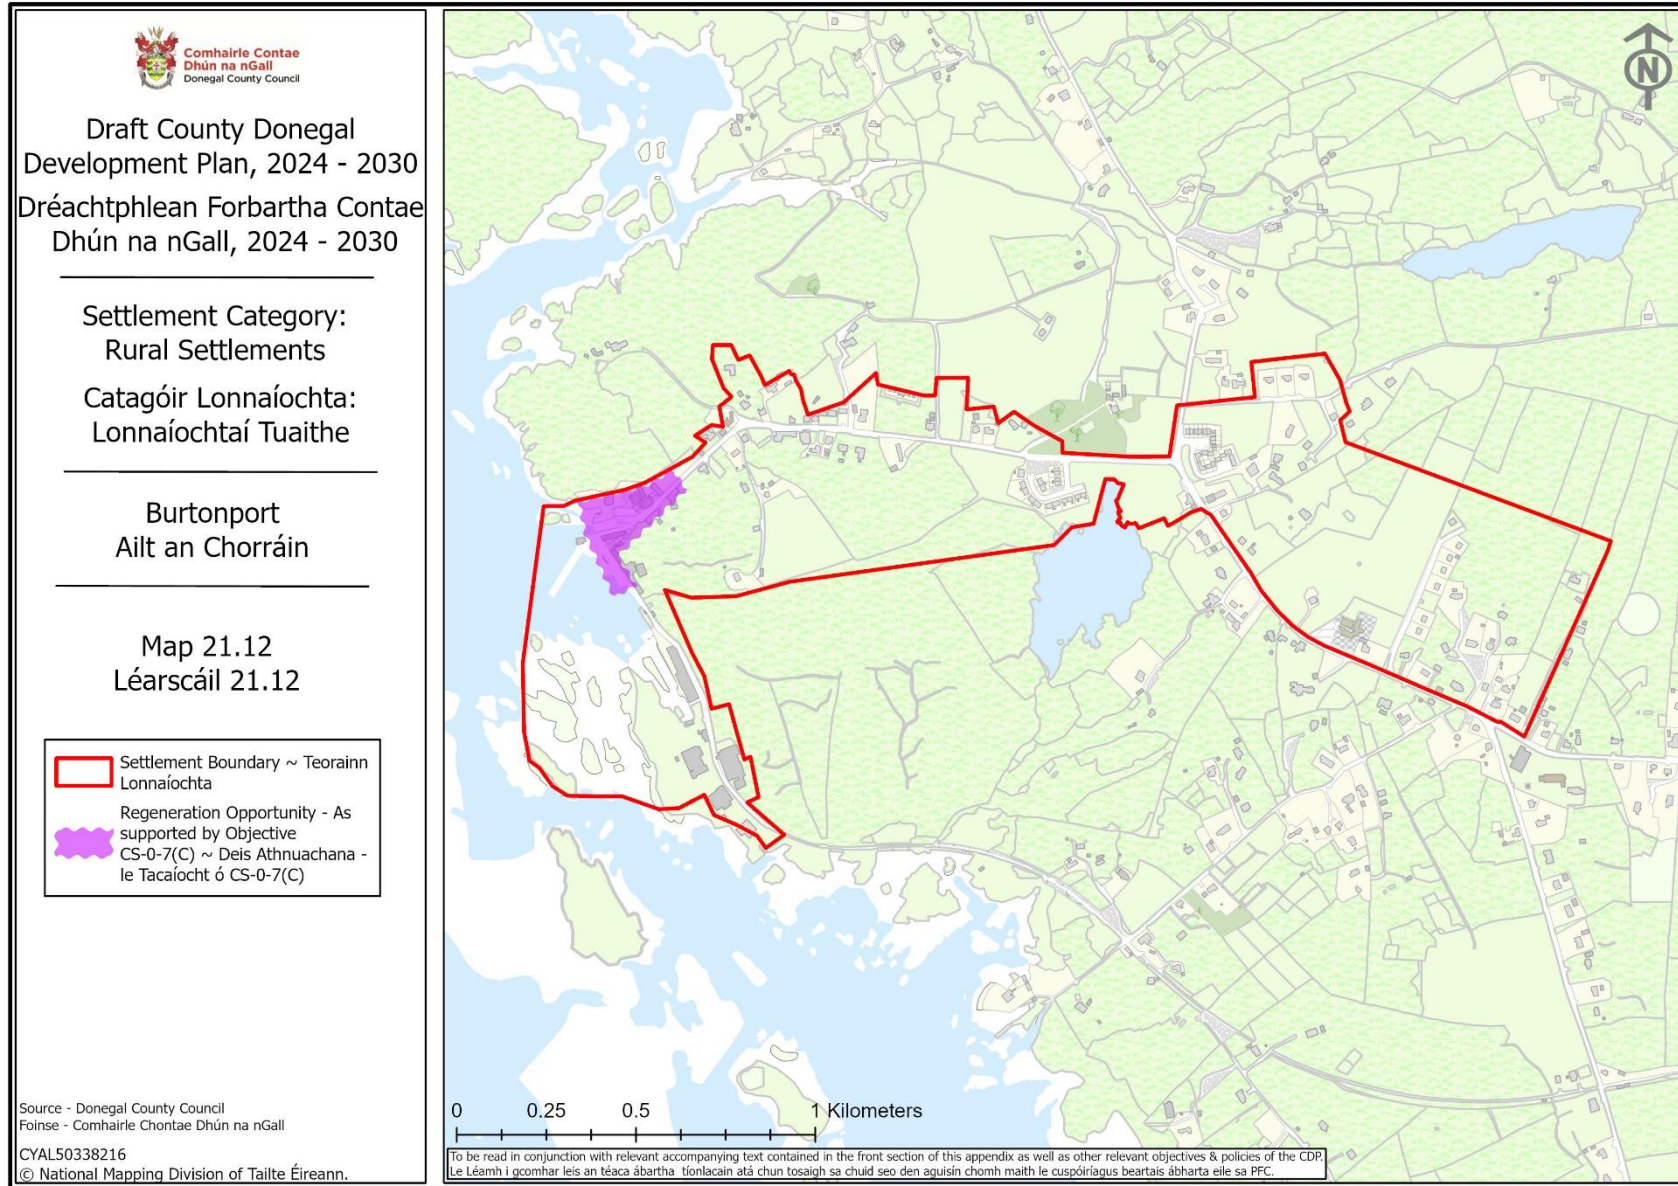 Comhairle Contae
Dhún na nGall
Donegal County Council
Draft County Donegal
Development Plan, 2024 - 2030
Dréachtphlean Forbartha Contae
Dhún na nGall, 2024 - 2030
Settlement Category:
Rural Settlements
Catagóir Lonnaíochta:
Lonnaíochtaí Tuaithe
Burtonport
Ailt an Chorráin
Map 21.12
Léarscáil 21.12
Settlement Boundary ~ Teorainn
Lonnaíochta
Regeneration Opportunity - As
supported by Objective
CS-0-7(C) ~ Deis Athnuachana -
le Tacaíocht ó CS-0-7(C)
Source - Donegal County Council
Foinse - Comhairle Chontae Dhún na nGall
CYAL50338216
© National Mapping Division of Tailte Éireann.
N
0 0.25 0.5 1 Kilometers
To be read in conjunction with relevant accompanying text contained in the front section of this appendix as well as other relevant objectives & policies of the CDP.
Le Léamh i gcomhar leis an téaca ábartha tíonlacain atá chun tosaigh sa chuid seo den aguisín chomh maith le cuspóiríagus beartais ábharta eile sa PFC.